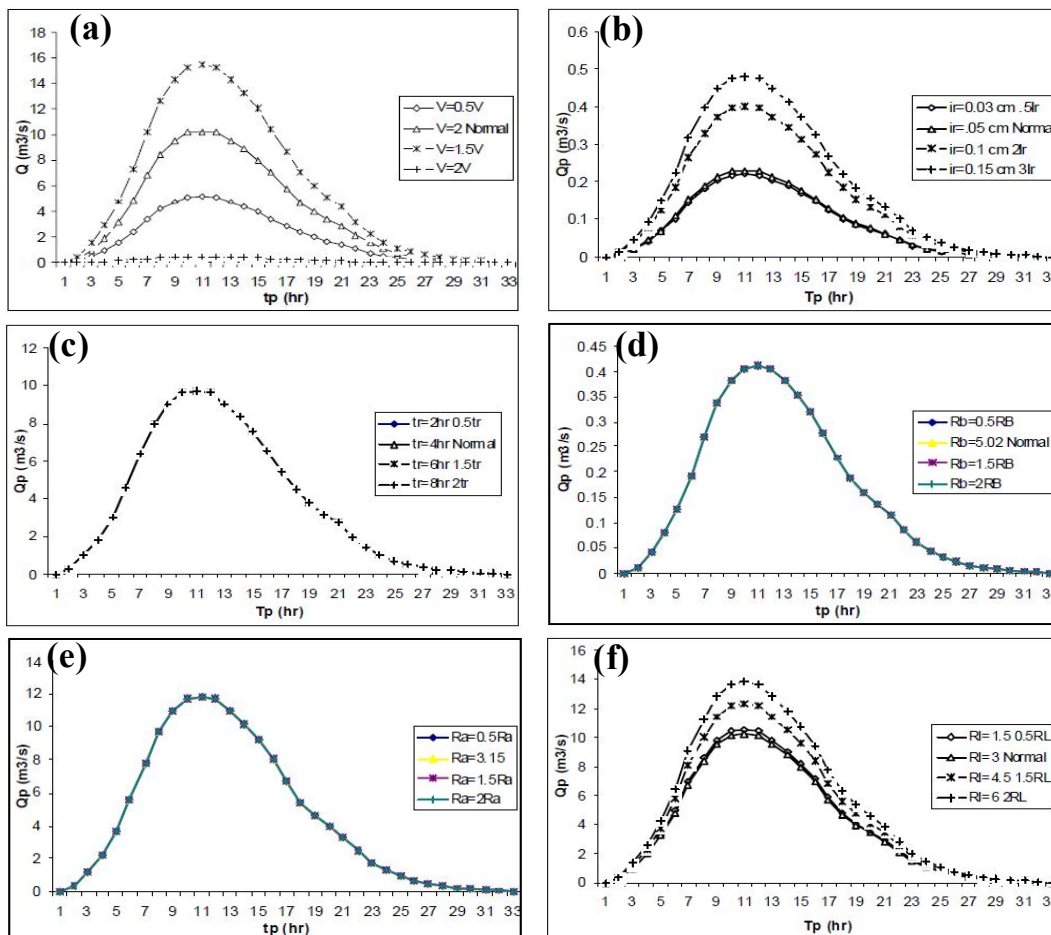 (a)
Q (m3/s)
18
16
14
12
10
8
6
4
2
0
1 3 5 7 9 11 13 15 17 19 21 23 25 27 29 31 33
tp (hr)
V=0.5V
V=2 Normal
V=1.5V
V=2V
(b)
Qp (m3/s)
0.6
0.5
0.4
0.3
0.2
0.1
0
1 3 5 7 9 11 13 15 17 19 21 23 25 27 29 31 33
Tp (hr)
ir=0.03 cm .5Ir
ir=.05 cm Normal
ir=0.1 cm 2Ir
ir=0.15 cm 3Ir
(c)
Qp (m3/s)
12
10
8
6
4
2
0
1 3 5 7 9 11 13 15 17 19 21 23 25 27 29 31 33
Tp (hr)
tr=2hr 0.5tr
tr=4hr Normal
tr=6hr 1.5tr
tr=8hr 2tr
(d)
Qp (m3/s)
0.45
0.4
0.35
0.3
0.25
0.2
0.15
0.1
0.05
0
1 3 5 7 9 11 13 15 17 19 21 23 25 27 29 31 33
tp (hr)
Rb=0.5RB
Rb=5.02 Normal
Rb=1.5RB
Rb=2RB
(e)
Qp (m3/s)
14
12
10
8
6
4
2
0
1 3 5 7 9 11 13 15 17 19 21 23 25 27 29 31 33
tp (hr)
Ra=0.5Ra
Ra=3.15
Ra=1.5Ra
Ra=2Ra
(f)
Qp (m3/s)
16
14
12
10
8
6
4
2
0
1 3 5 7 9 11 13 15 17 19 21 23 25 27 29 31 33
Tp (hr)
Rl=1.5 0.5RL
Rl=3 Normal
Rl=4.5 1.5RL
Rl=6 2RL